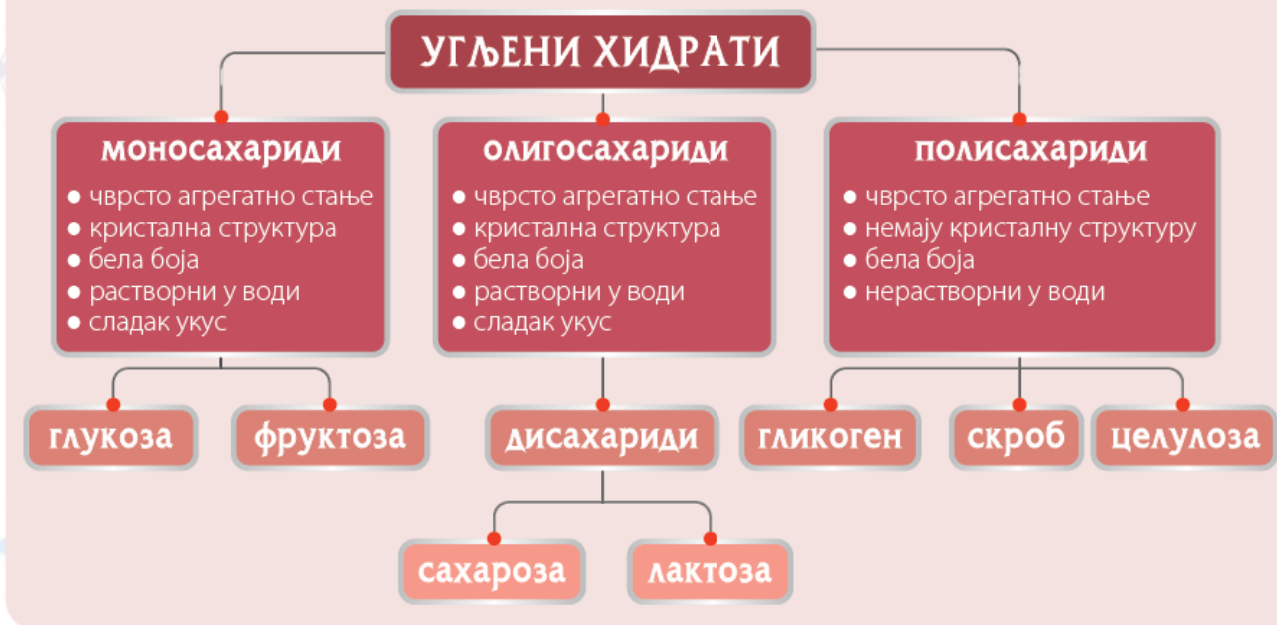 УГЉЕНИ ХИДРАТИ
моносахариди
• чврсто агрегатно стање
• кристална структура
• бела боја
• растворни у води
• сладак укус
олигосахариди
• чврсто агрегатно стање
• кристална структура
• бела боја
• растворни у води
• сладак укус
полисахариди
• чврсто агрегатно стање
• немају кристалну структуру
• бела боја
• нерастворни у води
глукоза
фруктоза
дисахариди
гликоген
скроб
целулоза
сахароза
лактоза